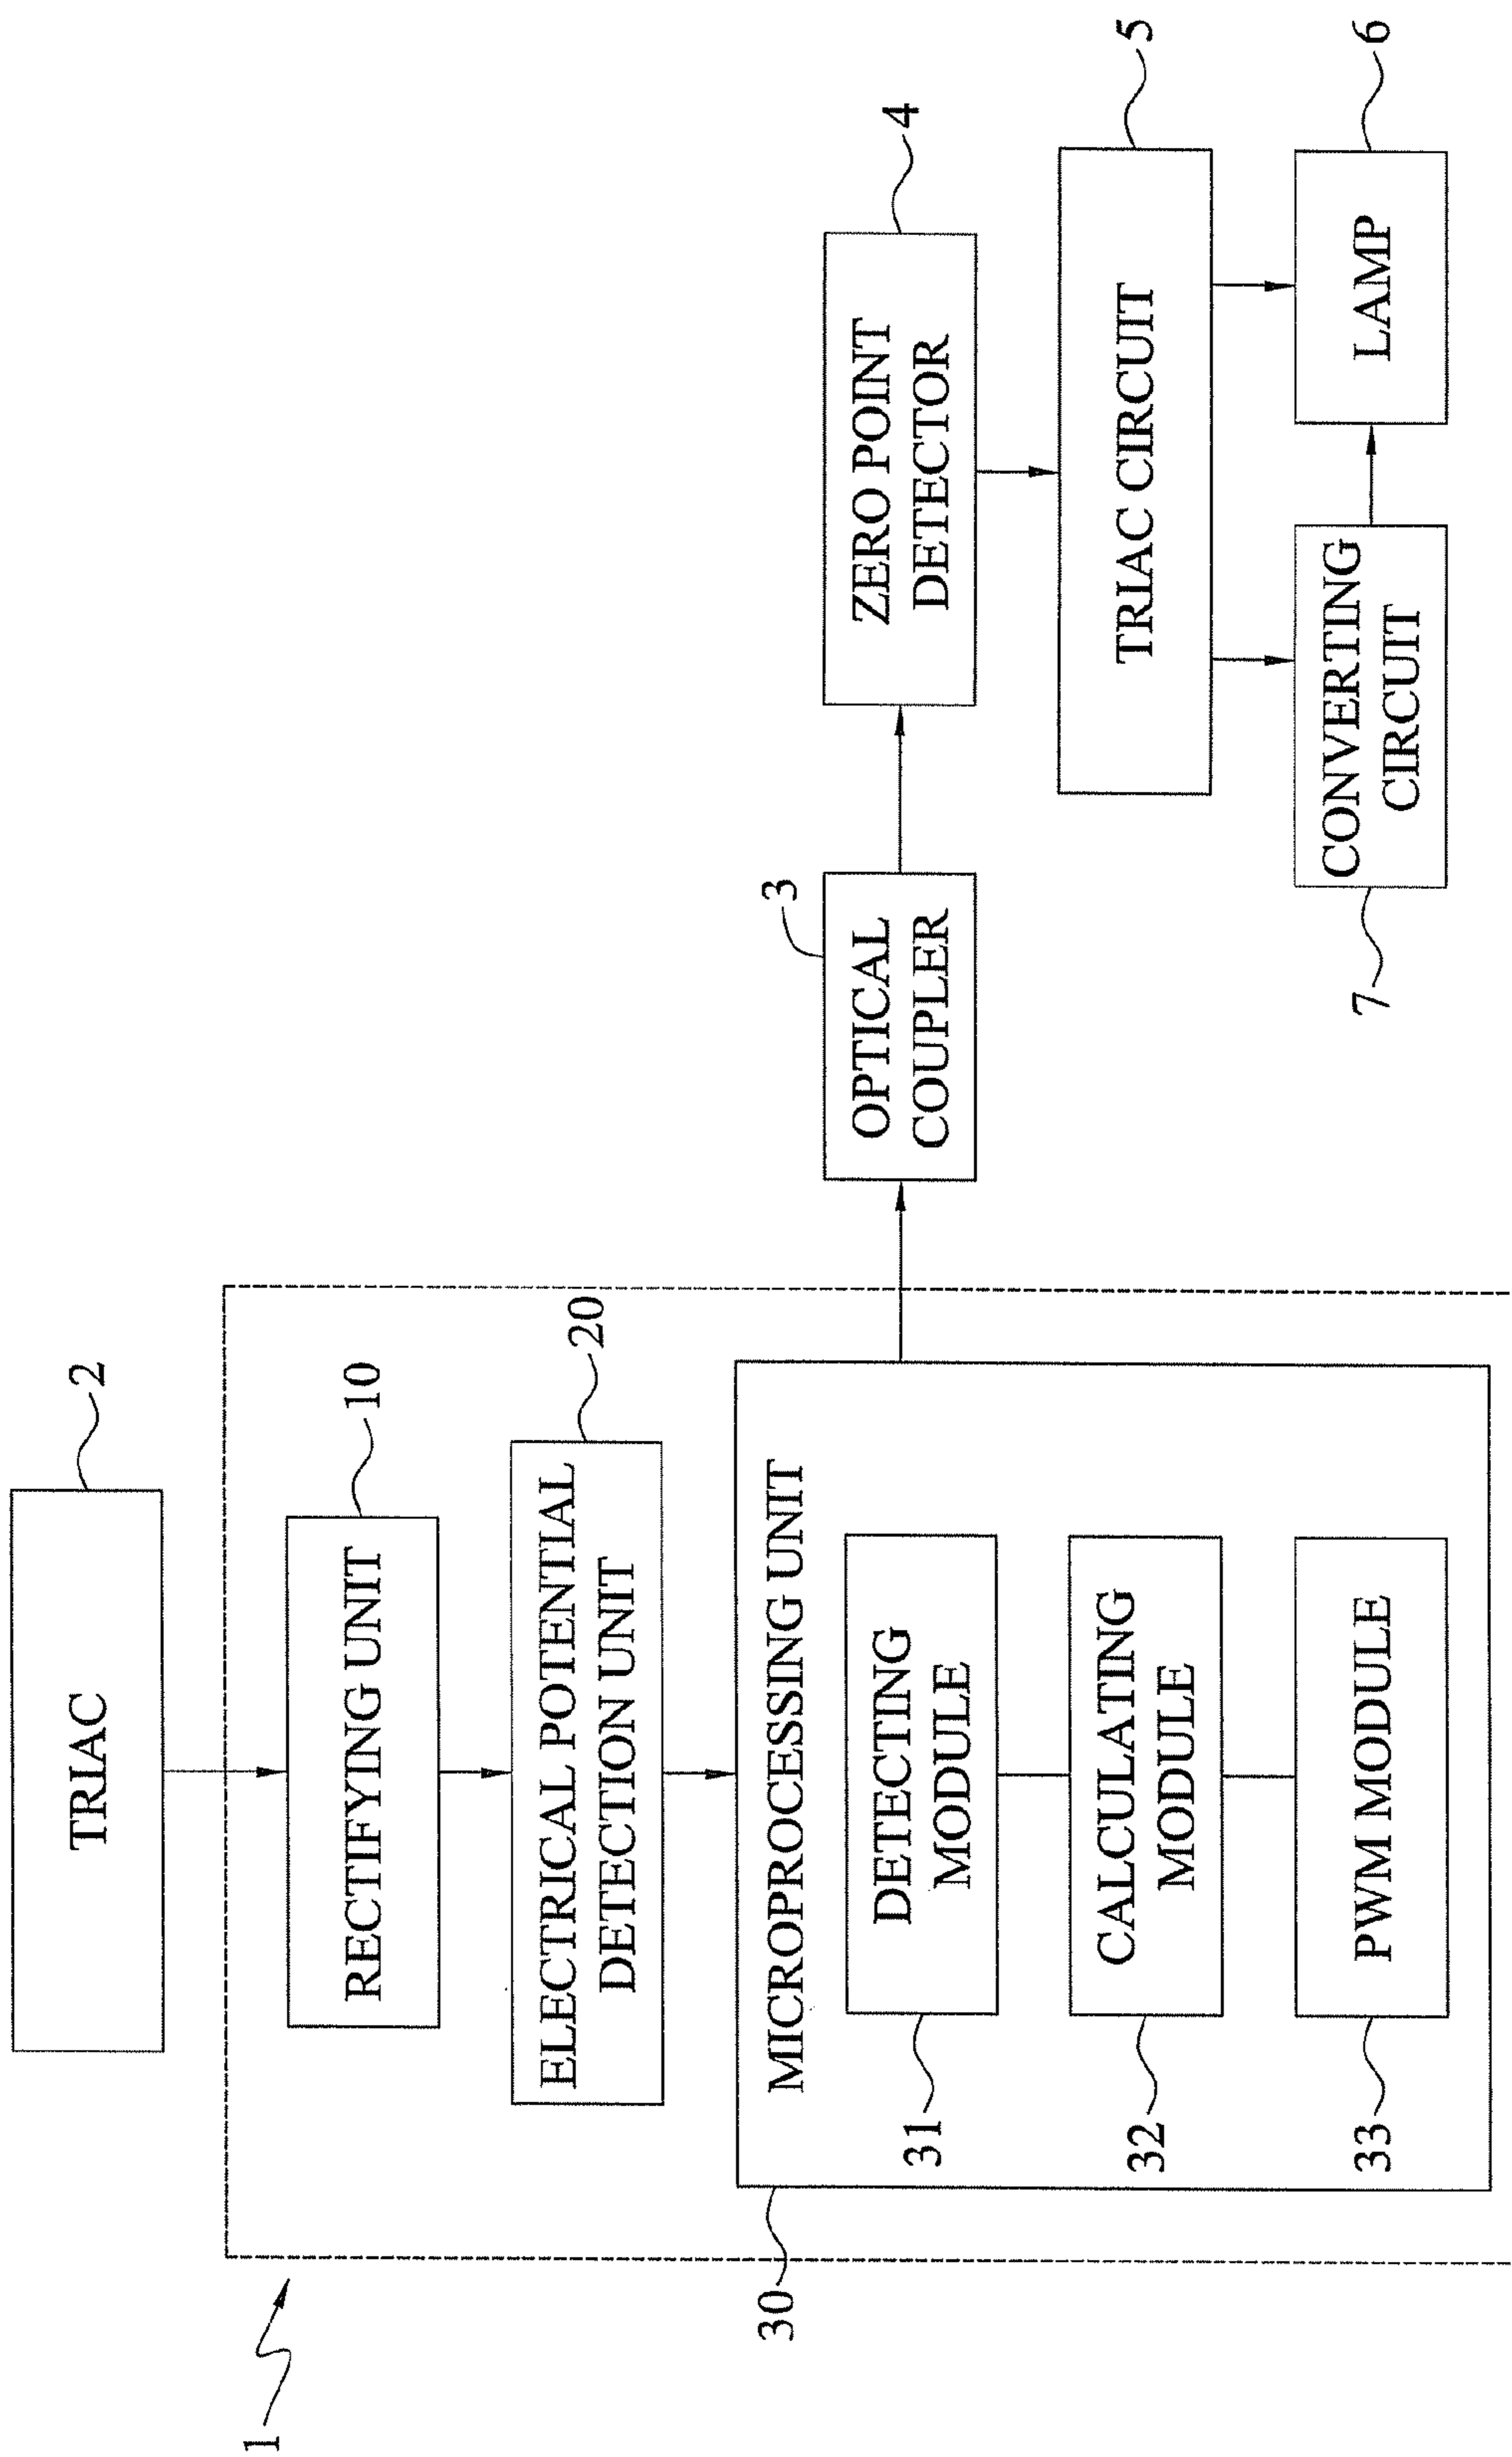 1
TRIAC
2
RECTIFYING UNIT
10
ELECTRICAL POTENTIAL
DETECTION UNIT
20
MICROPROCESSING UNIT
30
DETECTING
MODULE
31
CALCULATING
MODULE
32
PWM MODULE
33
OPTICAL
COUPLER
3
ZERO POINT
DETECTOR
4
TRIAC CIRCUIT
5
CONVERTING
CIRCUIT
7
LAMP
6